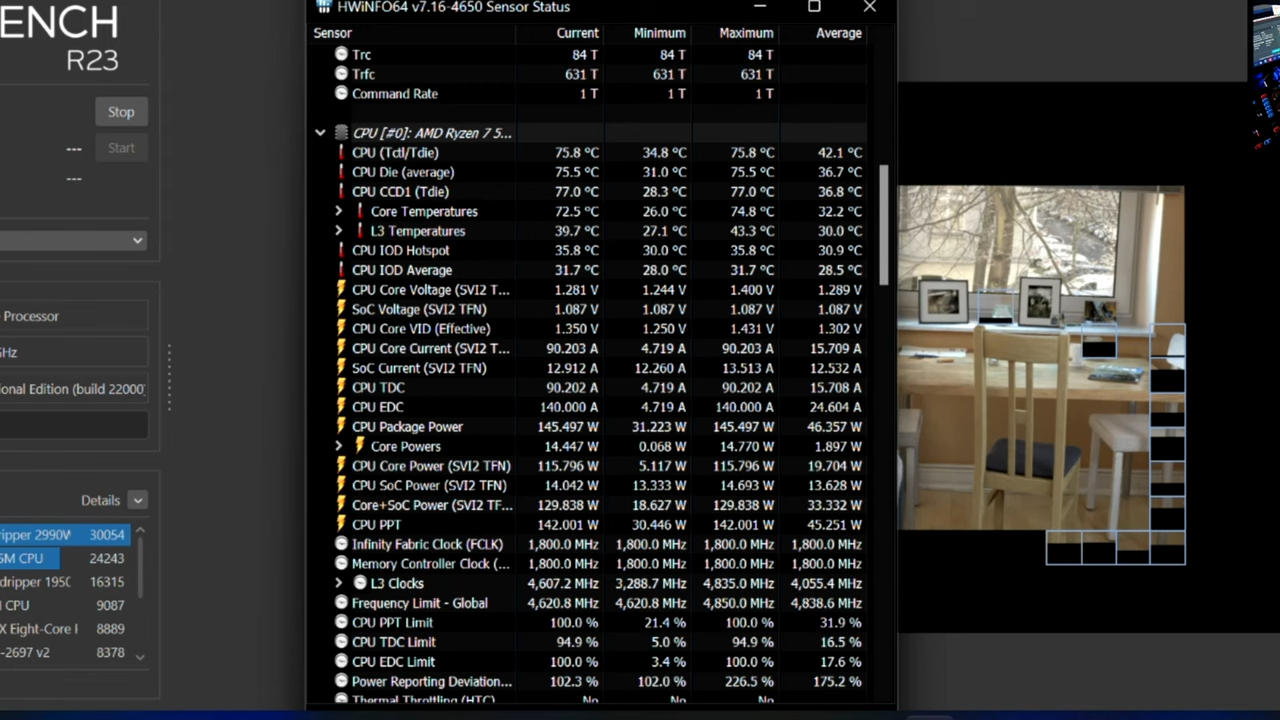 ENCH
R23
Stop
--- Start
---
Processor
Hz
onal Edition (build 22000)
Details
ripper 2990W 30054
5M CPU 24243
dripper 195( 16315
CPU 9087
X Eight-Core 8889
-2697 v2 8378
HWiNFO64 v7.16-4650 Sensor Status
Sensor Current Minimum Maximum Average
Trc 84 T 84 T 84 T
Trfc 631 T 631 T 631 T
Command Rate 1 T 1 T 1 T
CPU [#0]: AMD Ryzen 7 5...
CPU (Tctl/Tdie) 75.8 °C 34.8 °C 75.8 °C 42.1 °C
CPU Die (average) 75.5 °C 31.0 °C 75.5 °C 36.7 °C
CPU CCD1 (Tdie) 77.0 °C 28.3 °C 77.0 °C 36.8 °C
Core Temperatures 72.5 °C 26.0 °C 74.8 °C 32.2 °C
L3 Temperatures 39.7 °C 27.1 °C 43.3 °C 30.0 °C
CPU IOD Hotspot 35.8 °C 30.0 °C 35.8 °C 30.9 °C
CPU IOD Average 31.7 °C 28.0 °C 31.7 °C 28.5 °C
CPU Core Voltage (SVI2 T... 1.281 V 1.244 V 1.400 V 1.289 V
SoC Voltage (SVI2 TFN) 1.087 V 1.087 V 1.087 V 1.087 V
CPU Core VID (Effective) 1.350 V 1.250 V 1.431 V 1.302 V
CPU Core Current (SVI2 T... 90.203 A 4.719 A 90.203 A 15.709 A
SoC Current (SVI2 TFN) 12.912 A 12.260 A 13.513 A 12.532 A
CPU TDC 90.202 A 4.719 A 90.202 A 15.708 A
CPU EDC 140.000 A 4.719 A 140.000 A 24.604 A
CPU Package Power 145.497 W 31.223 W 145.497 W 46.357 W
Core Powers 14.447 W 0.068 W 14.770 W 1.897 W
CPU Core Power (SVI2 TFN) 115.796 W 5.117 W 115.796 W 19.704 W
CPU SoC Power (SVI2 TFN) 14.042 W 13.333 W 14.693 W 13.628 W
Core+SoC Power (SVI2 TF... 129.838 W 18.627 W 129.838 W 33.332 W
CPU PPT 142.001 W 30.446 W 142.001 W 45.251 W
Infinity Fabric Clock (FCLK) 1,800.0 MHz 1,800.0 MHz 1,800.0 MHz 1,800.0 MHz
Memory Controller Clock (... 1,800.0 MHz 1,800.0 MHz 1,800.0 MHz 1,800.0 MHz
L3 Clocks 4,607.2 MHz 3,288.7 MHz 4,835.0 MHz 4,055.4 MHz
Frequency Limit - Global 4,620.8 MHz 4,620.8 MHz 4,850.0 MHz 4,838.6 MHz
CPU PPT Limit 100.0 % 21.4 % 100.0 % 31.9 %
CPU TDC Limit 94.9 % 5.0 % 94.9 % 16.5 %
CPU EDC Limit 100.0 % 3.4 % 100.0 % 17.6 %
Power Reporting Deviation... 102.3 % 102.0 % 226.5 % 175.2 %
Thermal Throttling (HTC) No No No